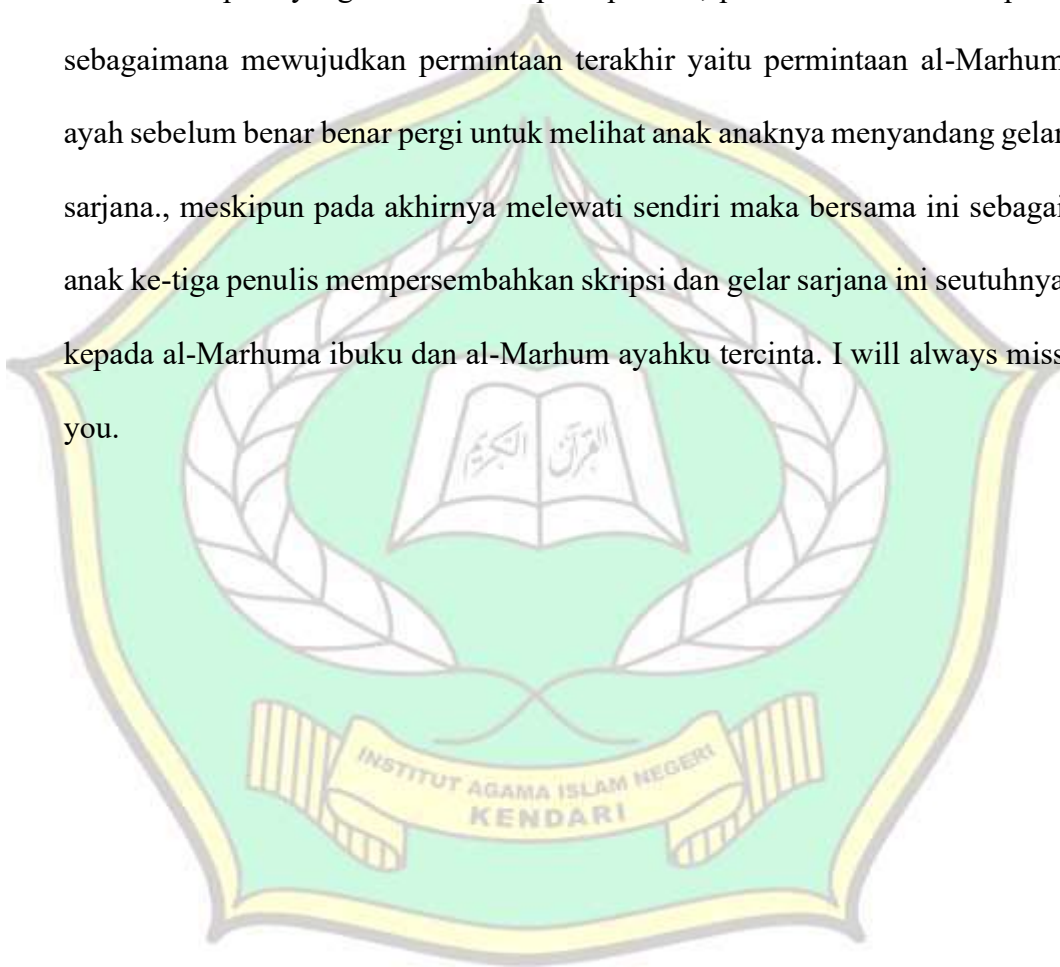 sebagaimana mewujudkan permintaan terakhir yaitu permintaan al-Marhum
ayah sebelum benar benar pergi untuk melihat anak anaknya menyandang gelar
sarjana., meskipun pada akhirnya melewati sendiri maka bersama ini sebagai
anak ke-tiga penulis mempersembahkan skripsi dan gelar sarjana ini seutuhnya
kepada al-Marhuma ibuku dan al-Marhum ayahku tercinta. I will always miss
you.
القرآن الكريم
INSTITUT AGAMA ISLAM NEGERI
KENDARI